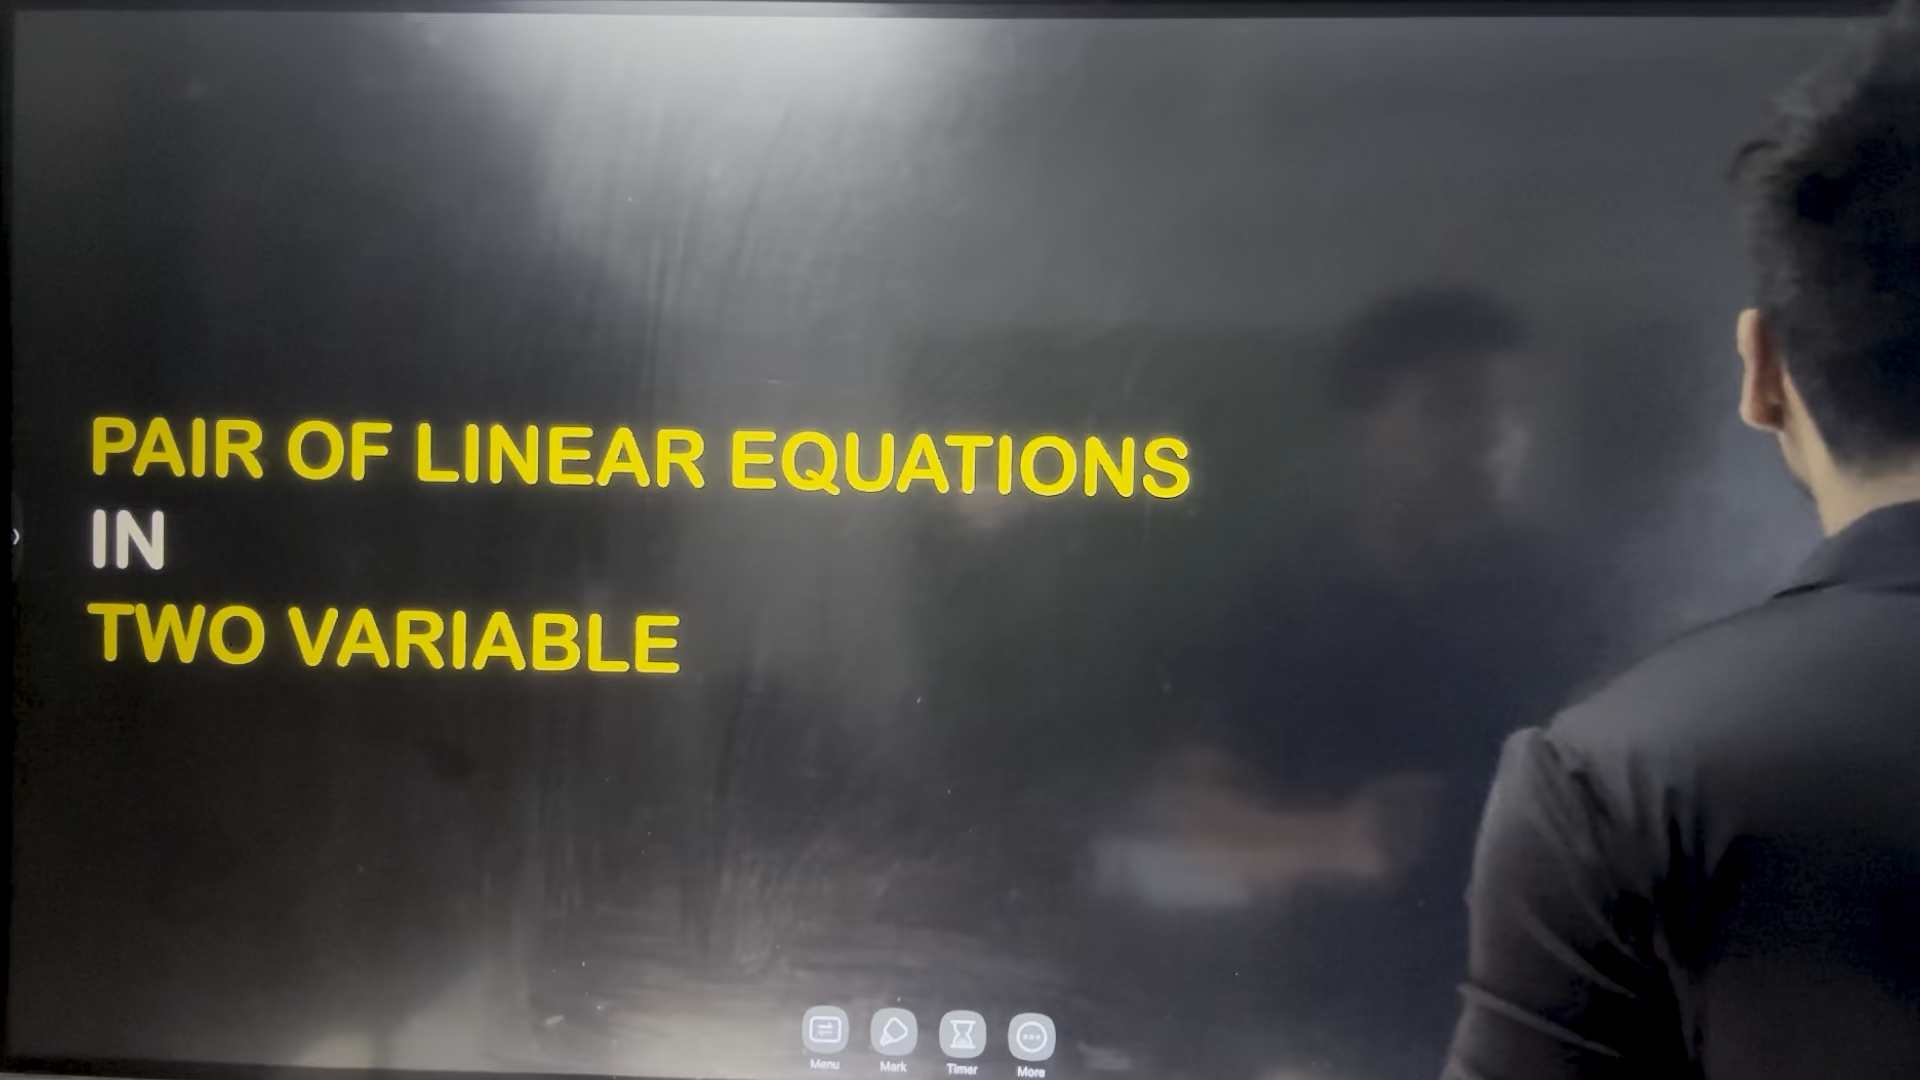 PAIR OF LINEAR EQUATIONS
IN
TWO VARIABLE
Menu
Mark
Timer
More